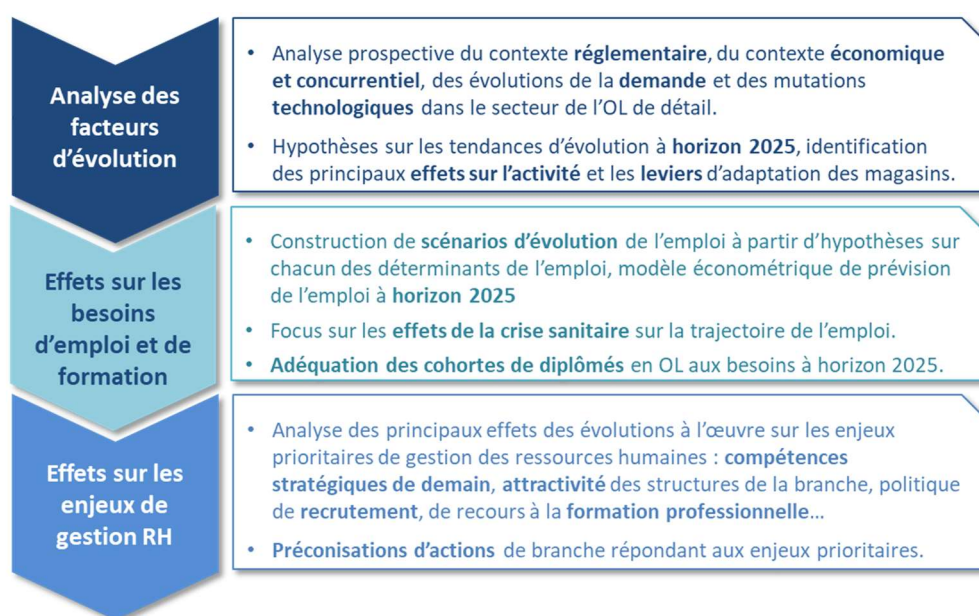 Analyse des
facteurs
d’évolution
• Analyse prospective du contexte réglementaire, du contexte économique
et concurrentiel, des évolutions de la demande et des mutations
technologiques dans le secteur de l’OL de détail.
• Hypothèses sur les tendances d’évolution à horizon 2025, identification
des principaux effets sur l’activité et les leviers d’adaptation des magasins.
Effets sur les
besoins
d’emploi et de
formation
• Construction de scénarios d’évolution de l’emploi à partir d’hypothèses sur
chacun des déterminants de l’emploi, modèle économétrique de prévision
de l’emploi à horizon 2025
• Focus sur les effets de la crise sanitaire sur la trajectoire de l’emploi.
• Adéquation des cohortes de diplômés en OL aux besoins à horizon 2025.
Effets sur les
enjeux de
gestion RH
• Analyse des principaux effets des évolutions à l’œuvre sur les enjeux
prioritaires de gestion des ressources humaines : compétences
stratégiques de demain, attractivité des structures de la branche, politique
de recrutement, de recours à la formation professionnelle…
• Préconisations d’actions de branche répondant aux enjeux prioritaires.